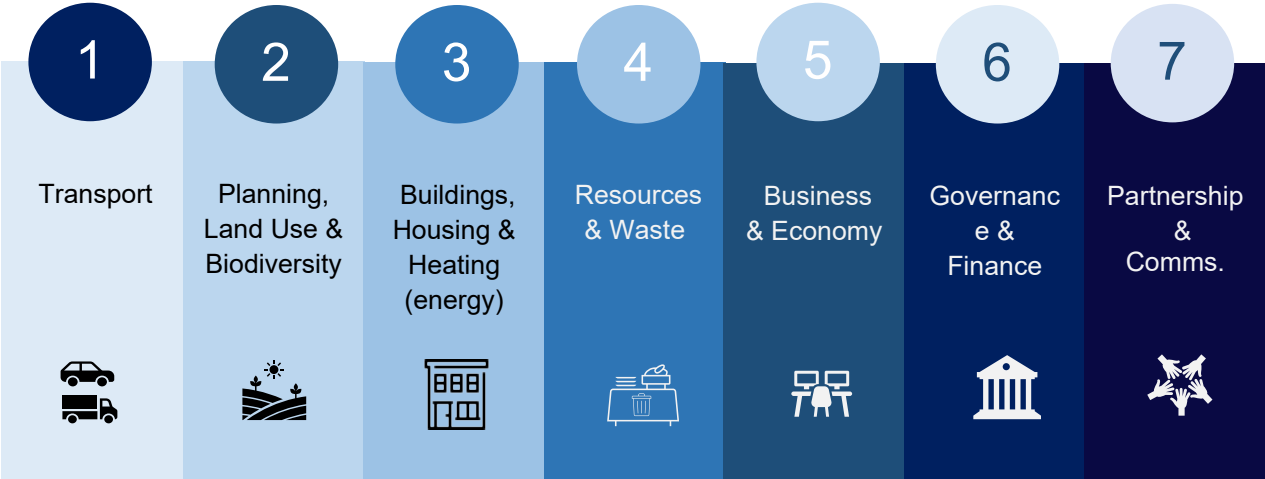 1
Transport
2
Planning,
Land Use &
Biodiversity
3
Buildings,
Housing &
Heating
(energy)
4
Resources
& Waste
5
Business
& Economy
6
Governanc
e &
Finance
7
Partnership
&
Comms.